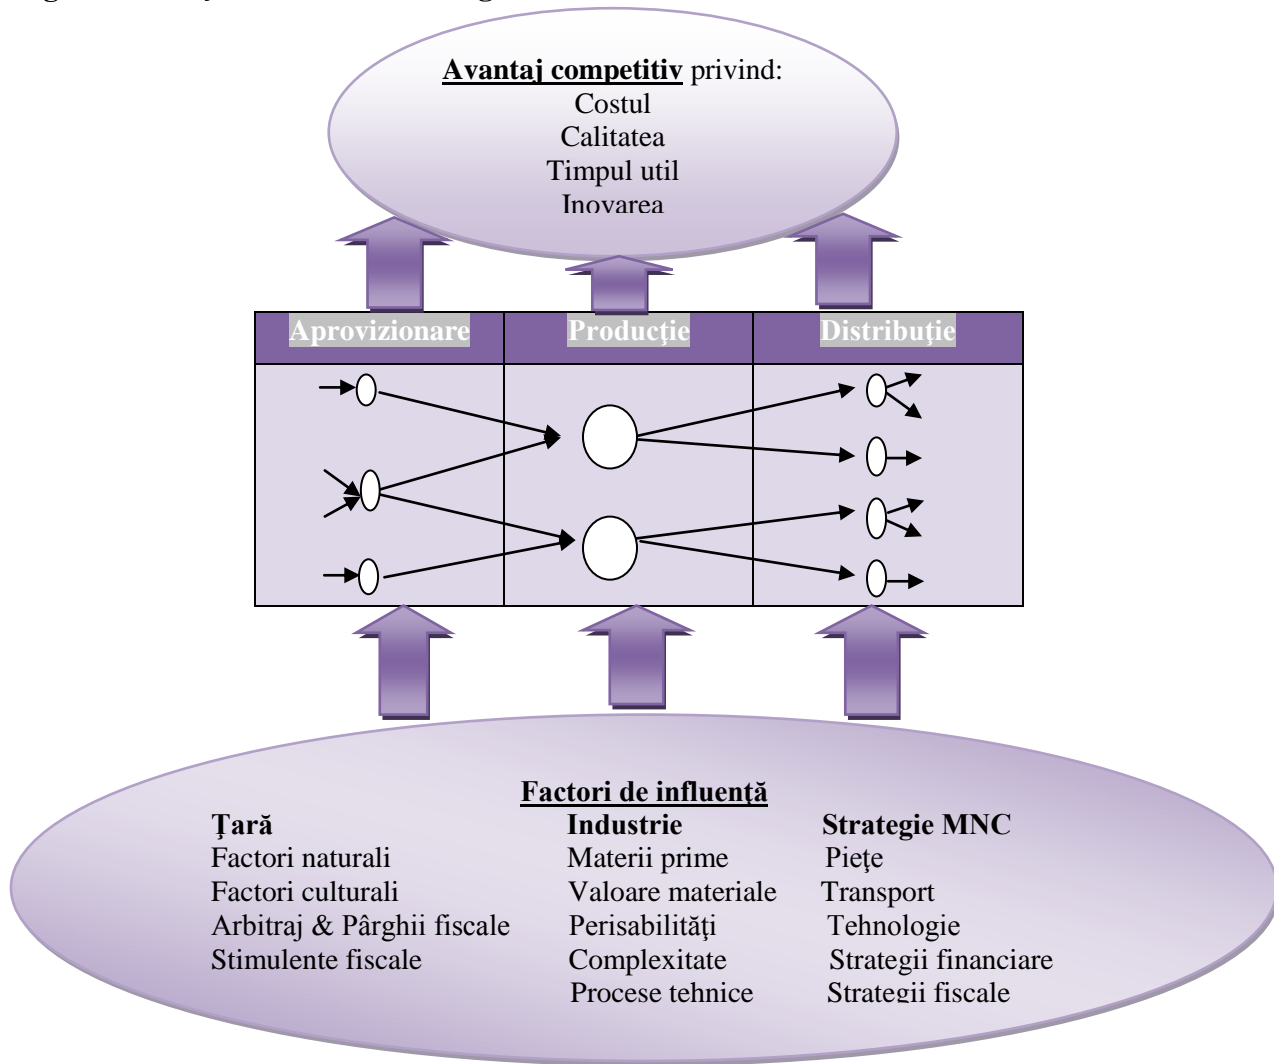 Avantaj competitiv privind:
Costul
Calitatea
Timpul util
Inovarea
Aprovizionare Producţie Distribuţie
Factori de influenţă
Ţară Industrie Strategie MNC
Factori naturali Materii prime Pieţe
Factori culturali Valoare materiale Transport
Arbitraj & Pârghii fiscale Perisabilităţi Tehnologie
Stimulente fiscale Complexitate Strategii financiare
Procese tehnice Strategii fiscale